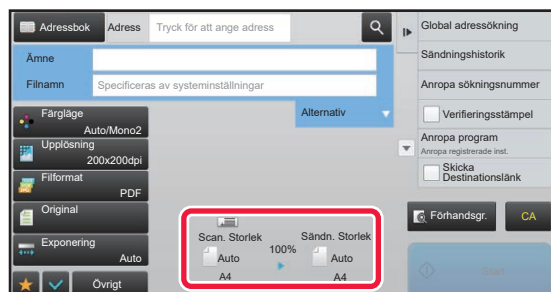 Adressbok
Adress
Tryck för att ange adress
Ämne
Filnamn
Specificeras av systeminställningar
Alternativ
Färgläge
Auto/Mono2
Upplösning
200x200dpi
Filformat
PDF
Original
Exponering
Auto
Övrigt
Scan. Storlek
Auto
A4
100%
Sändn. Storlek
Auto
A4
Global adressökning
Sändningshistorik
Anropa sökningsnummer
Verifieringsstämpel
Anropa program
Anropa registrerade inst.
Skicka
Destinationslänk
Förhandsgr.
CA
Start